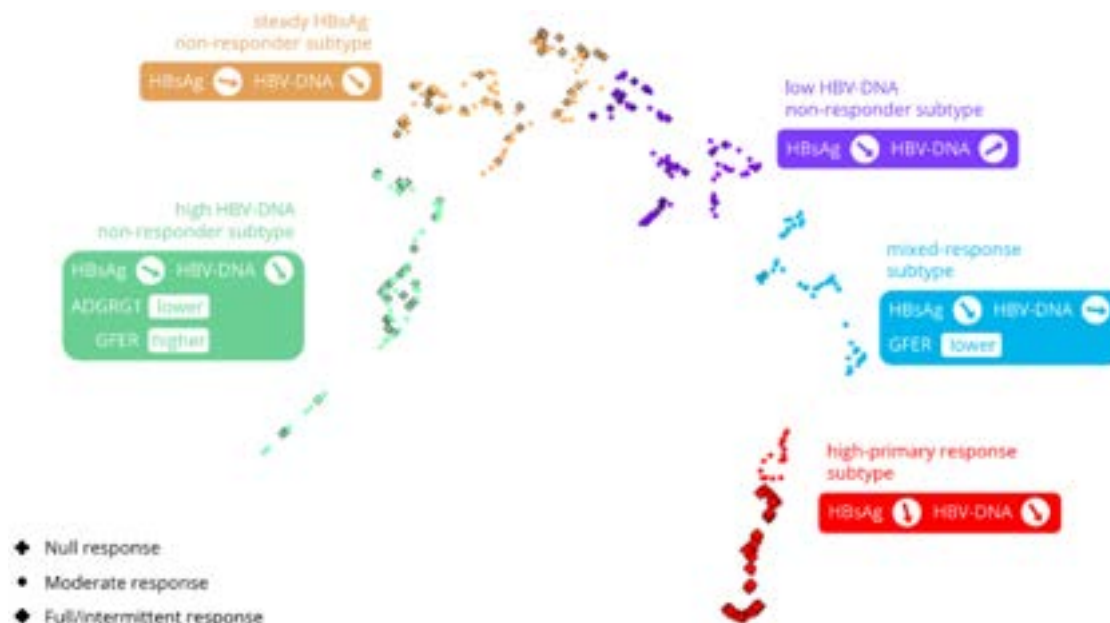 steady HBsAg
non-responder subtype
HBsAg HBV-DNA
low HBV-DNA
non-responder subtype
HBsAg HBV-DNA
high HBV-DNA
non-responder subtype
HBsAg HBV-DNA
ADGRG1 lower
GFER higher
mixed-response
subtype
HBsAg HBV-DNA
GFER lower
high-primary response
subtype
HBsAg HBV-DNA
Null response
Moderate response
Full/intermittent response